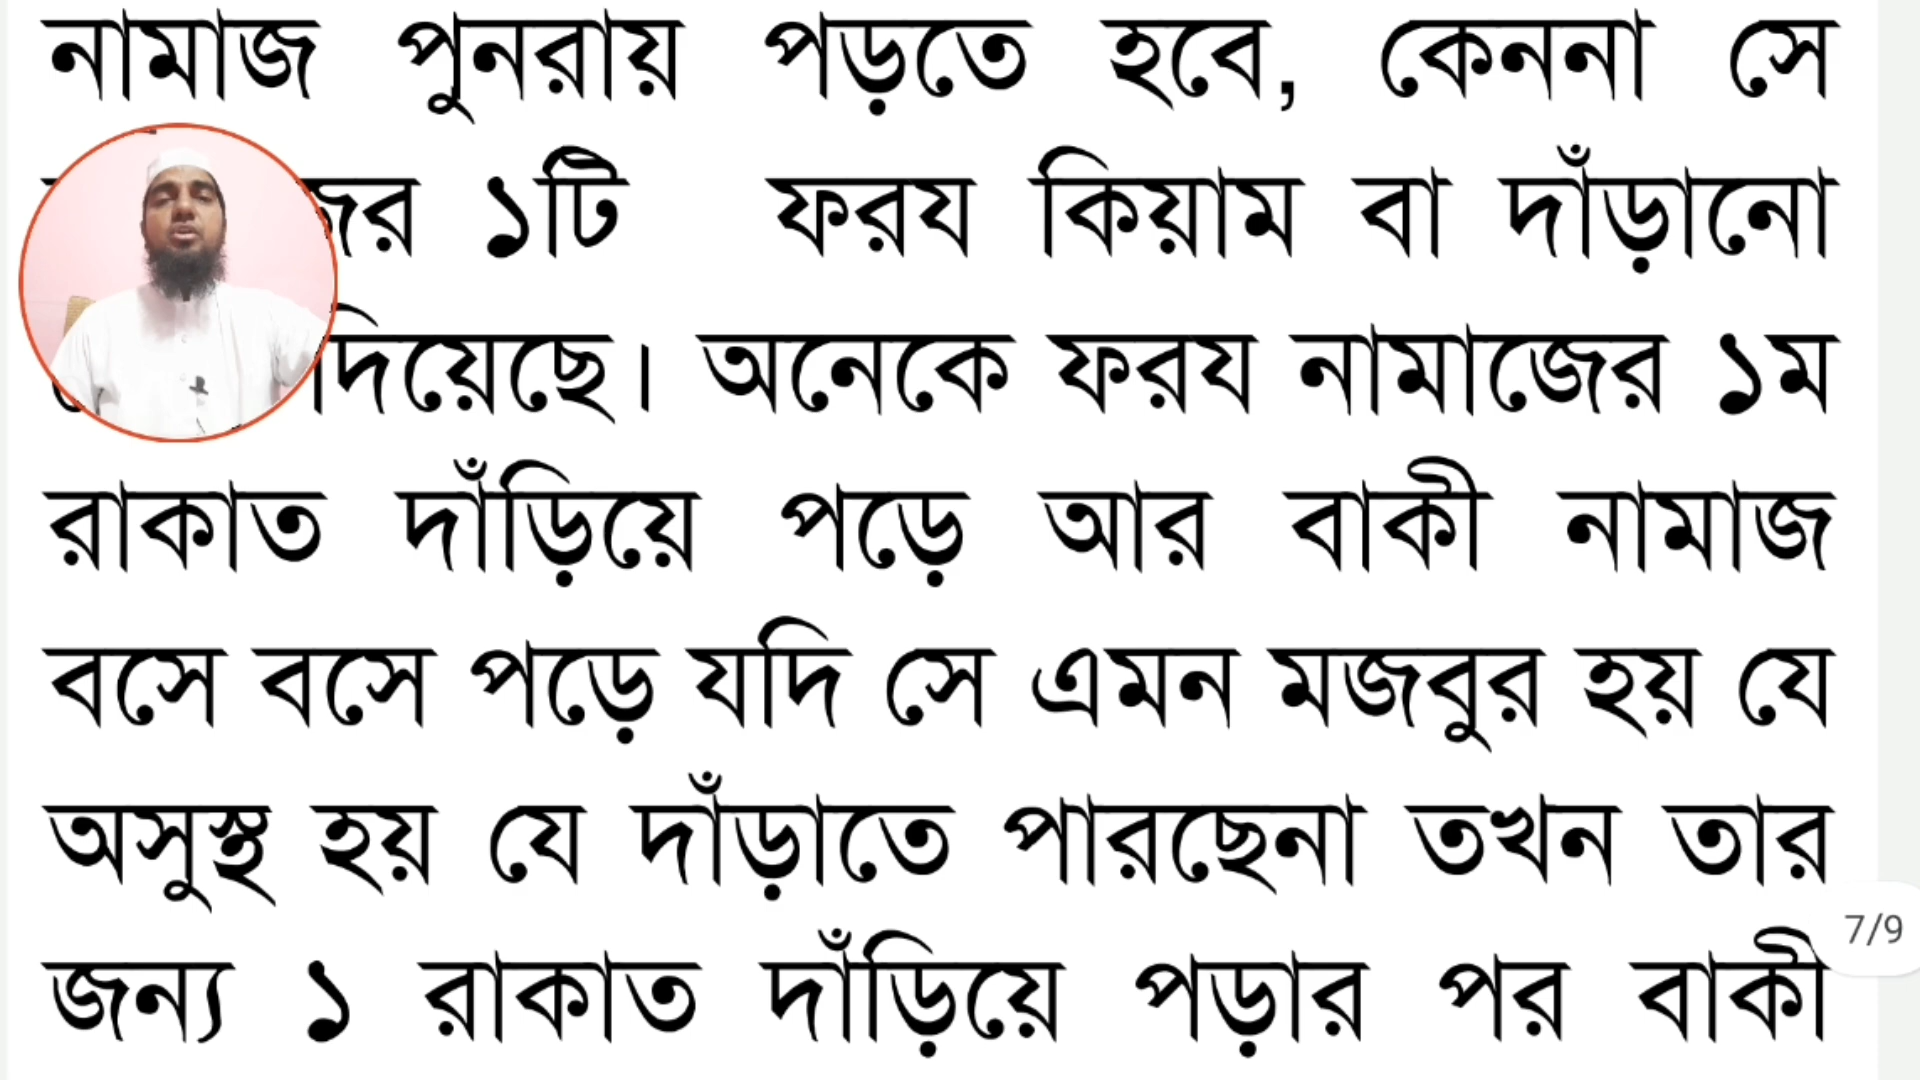 নামাজ পুনরায় পড়তে হবে, কেননা সে
১টি ফরয কিয়াম বা দাঁড়ানো
দিয়েছে। অনেকে ফরয নামাজের ১ম
রাকাত দাঁড়িয়ে পড়ে আর বাকী নামাজ
বসে বসে পড়ে যদি সে এমন মজবুর হয় যে
অসুস্থ হয় যে দাঁড়াতে পারছেনা তখন তার
7/9
জন্য ১ রাকাত দাঁড়িয়ে পড়ার পর বাকী